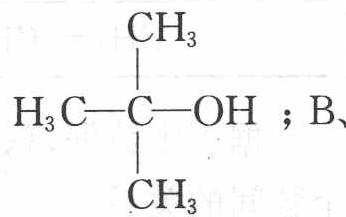 CH₃
H₃C—C—OH ; B、
CH₃